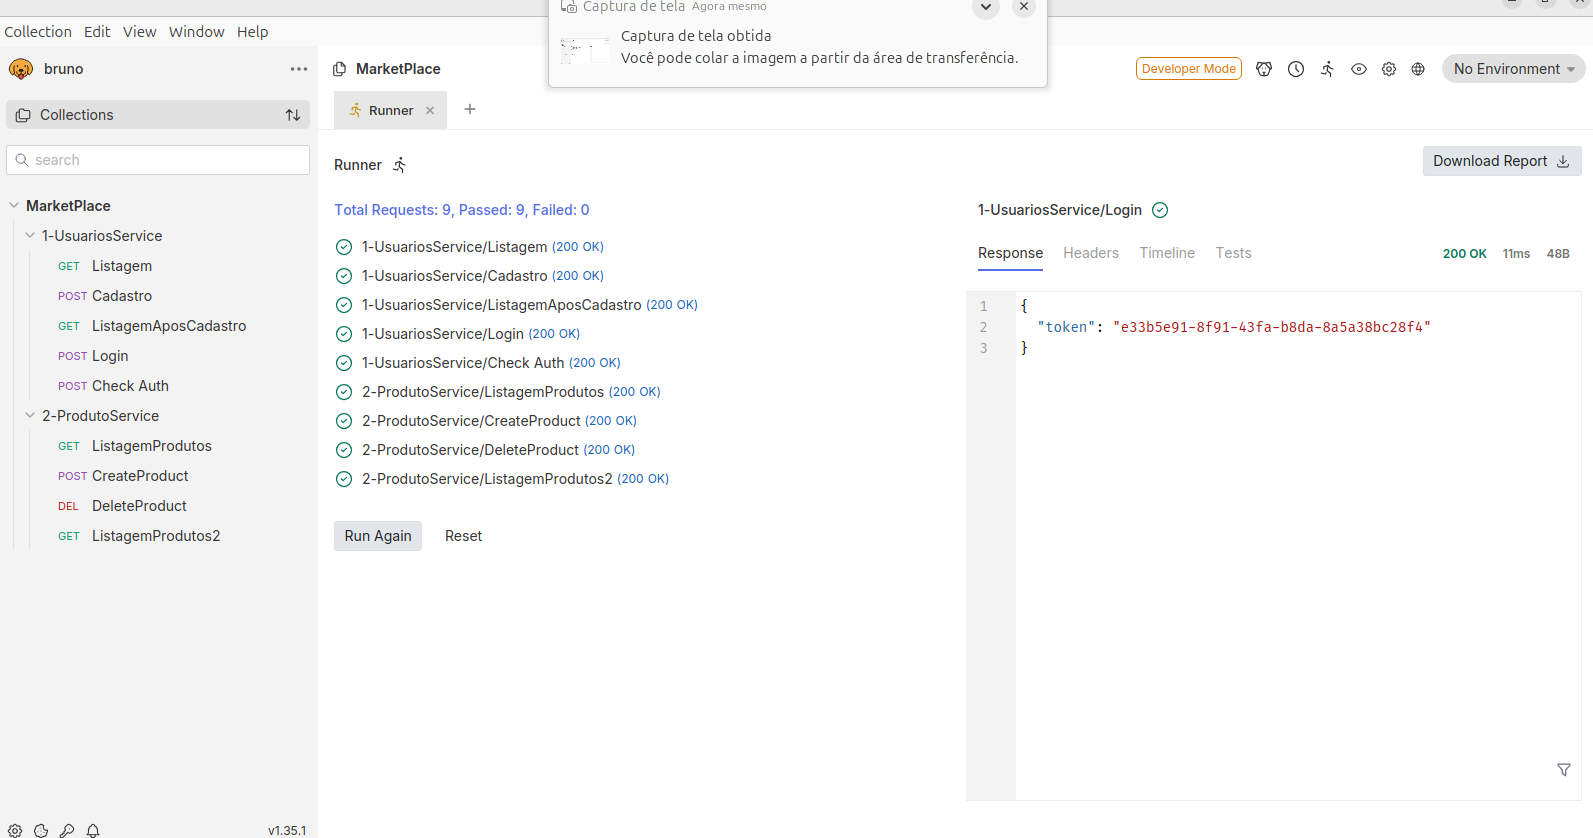 Captura de tela Agora mesmo
Captura de tela obtida
Você pode colar a imagem a partir da área de transferência.
Collection Edit View Window Help
bruno
MarketPlace
Developer Mode
No Environment
Collections
Runner
search
Runner
Download Report
MarketPlace
1-UsuariosService
GET Listagem
POST Cadastro
GET ListagemAposCadastro
POST Login
POST Check Auth
2-ProdutoService
GET ListagemProdutos
POST CreateProduct
DEL DeleteProduct
GET ListagemProdutos2
Total Requests: 9, Passed: 9, Failed: 0
1-UsuariosService/Listagem (200 OK)
1-UsuariosService/Cadastro (200 OK)
1-UsuariosService/ListagemAposCadastro (200 OK)
1-UsuariosService/Login (200 OK)
1-UsuariosService/Check Auth (200 OK)
2-ProdutoService/ListagemProdutos (200 OK)
2-ProdutoService/CreateProduct (200 OK)
2-ProdutoService/DeleteProduct (200 OK)
2-ProdutoService/ListagemProdutos2 (200 OK)
Run Again Reset
1-UsuariosService/Login
Response Headers Timeline Tests 200 OK 11ms 48B
1 {
2 "token": "e33b5e91-8f91-43fa-b8da-8a5a38bc28f4"
3 }
v1.35.1